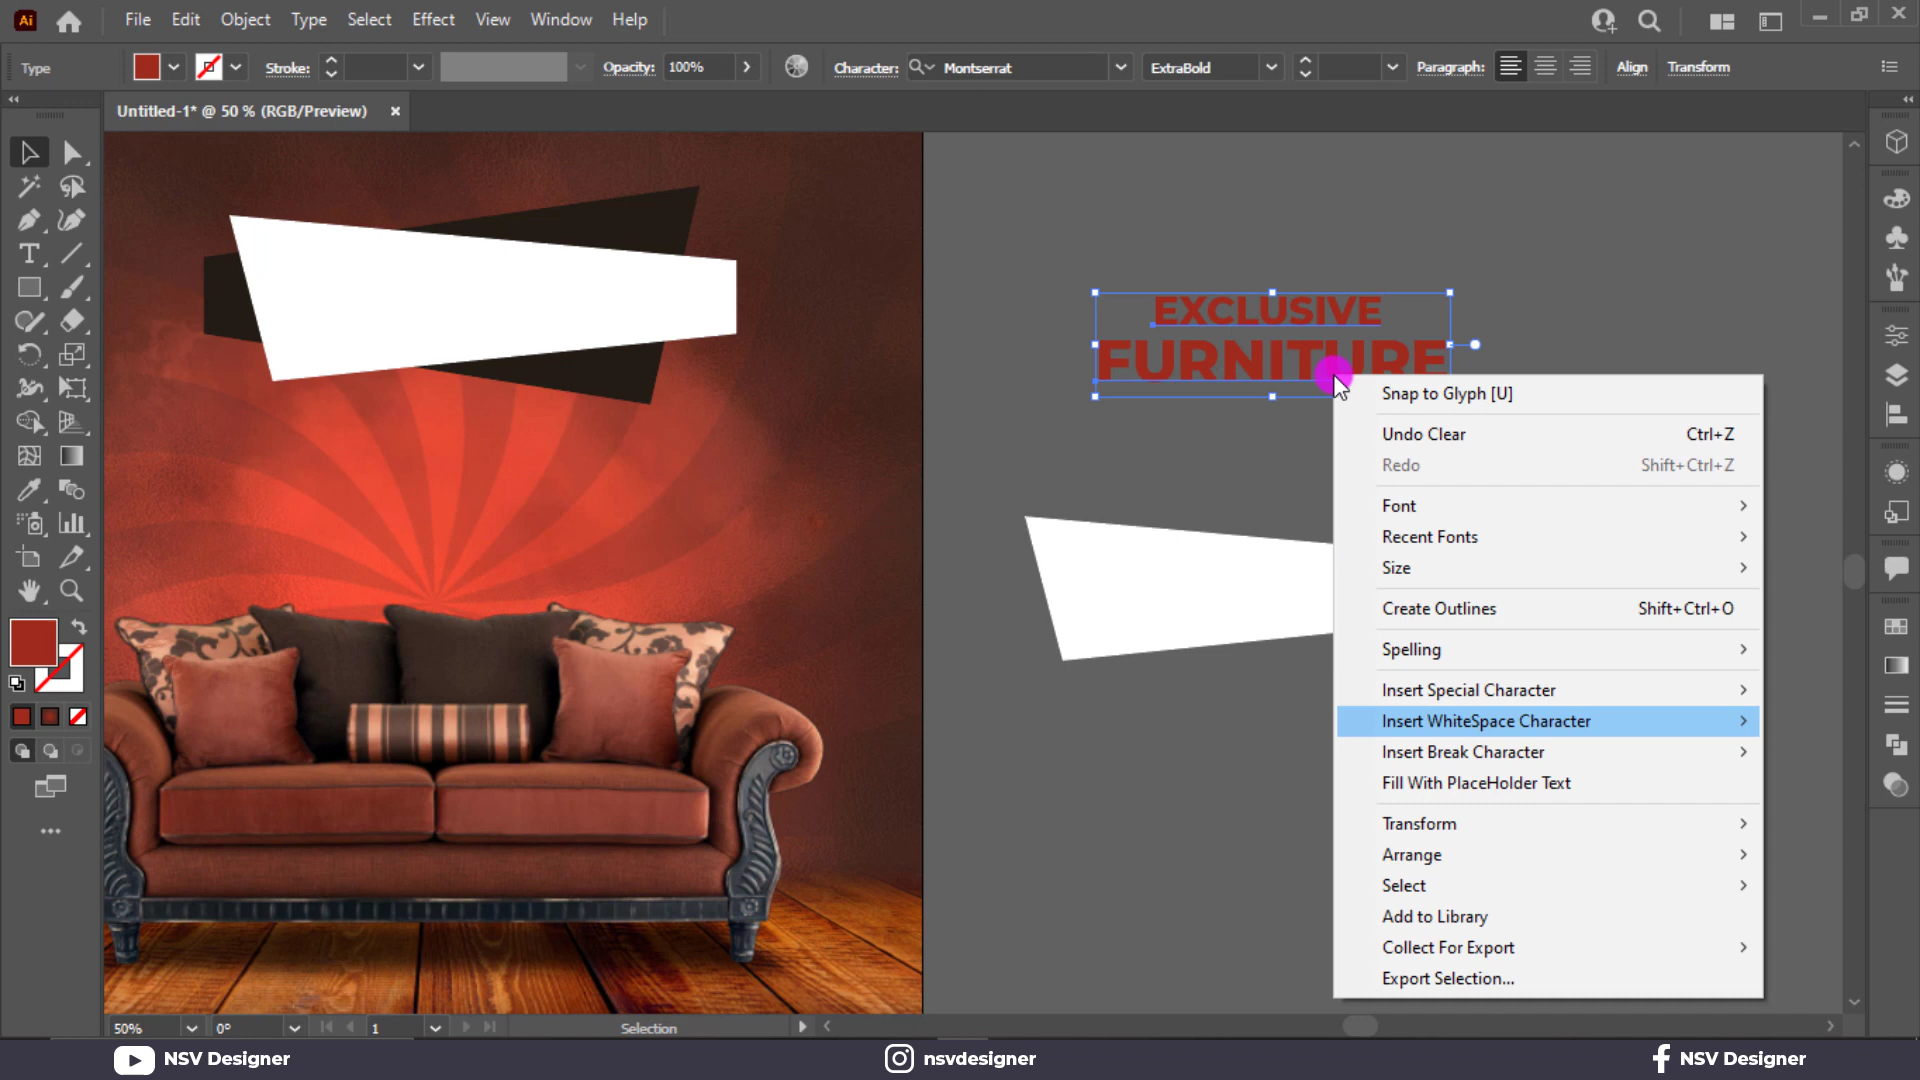 Ai File Edit Object Type Select Effect View Window Help
Type Stroke: Opacity: 100% Character: Montserrat ExtraBold Paragraph: Align Transform
Untitled-1* @ 50 % (RGB/Preview)
EXCLUSIVE
FURNITURE
Snap to Glyph [U]
Undo Clear Ctrl+Z
Redo Shift+Ctrl+Z
Font
Recent Fonts
Size
Create Outlines Shift+Ctrl+O
Spelling
Insert Special Character
Insert WhiteSpace Character
Insert Break Character
Fill With PlaceHolder Text
Transform
Arrange
Select
Add to Library
Collect For Export
Export Selection...
50% 0° 1 Selection
NSV Designer nsvdesigner NSV Designer